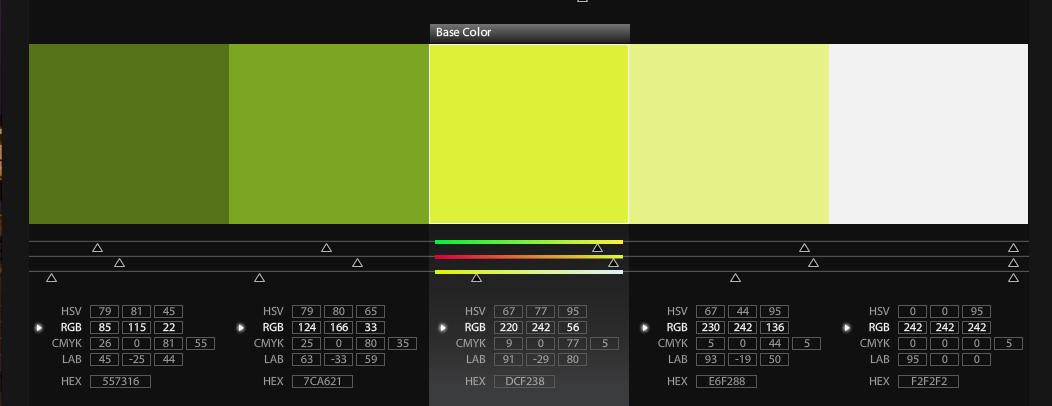 Base Color
HSV 79 81 45 HSV 79 80 65 HSV 67 77 95 HSV 67 44 95 HSV 0 0 95
RGB 85 115 22 RGB 124 166 33 RGB 220 242 56 RGB 230 242 136 RGB 242 242 242
CMYK 26 0 81 55 CMYK 25 0 80 35 CMYK 9 0 77 5 CMYK 5 0 44 5 CMYK 0 0 0 5
LAB 45 -25 44 LAB 63 -33 59 LAB 91 -29 80 LAB 93 -19 50 LAB 95 0 0
HEX 557316 HEX 7CA621 HEX DCF238 HEX E6F288 HEX F2F2F2